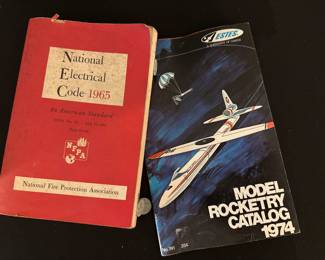 National
Electrical
Code 1965
An American Standard
NFPA
National Fire Protection Association
ESTES
MODEL
ROCKETRY
CATALOG
1974